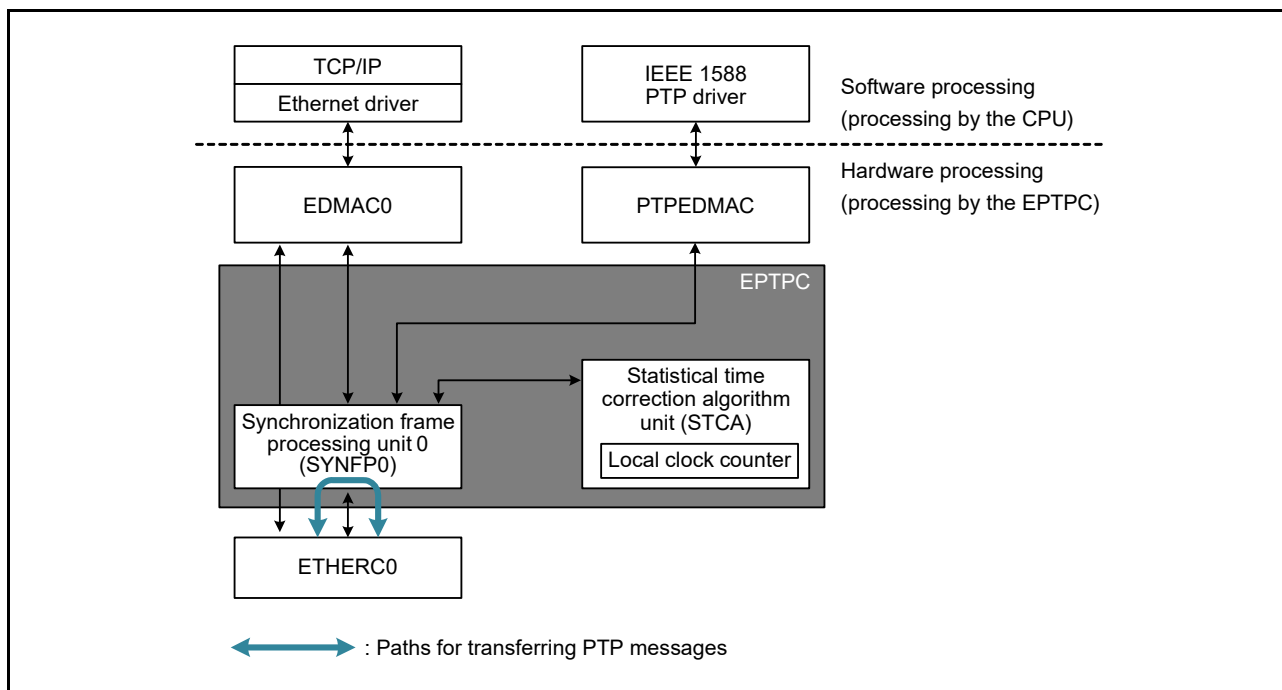 TCP/IP
Ethernet driver
IEEE 1588
PTP driver
Software processing
(processing by the CPU)
Hardware processing
(processing by the EPTPC)
EDMAC0
PTPEDMAC
EPTPC
Synchronization frame
processing unit 0
(SYNFP0)
Statistical time
correction algorithm
unit (STCA)
Local clock counter
ETHERC0
: Paths for transferring PTP messages